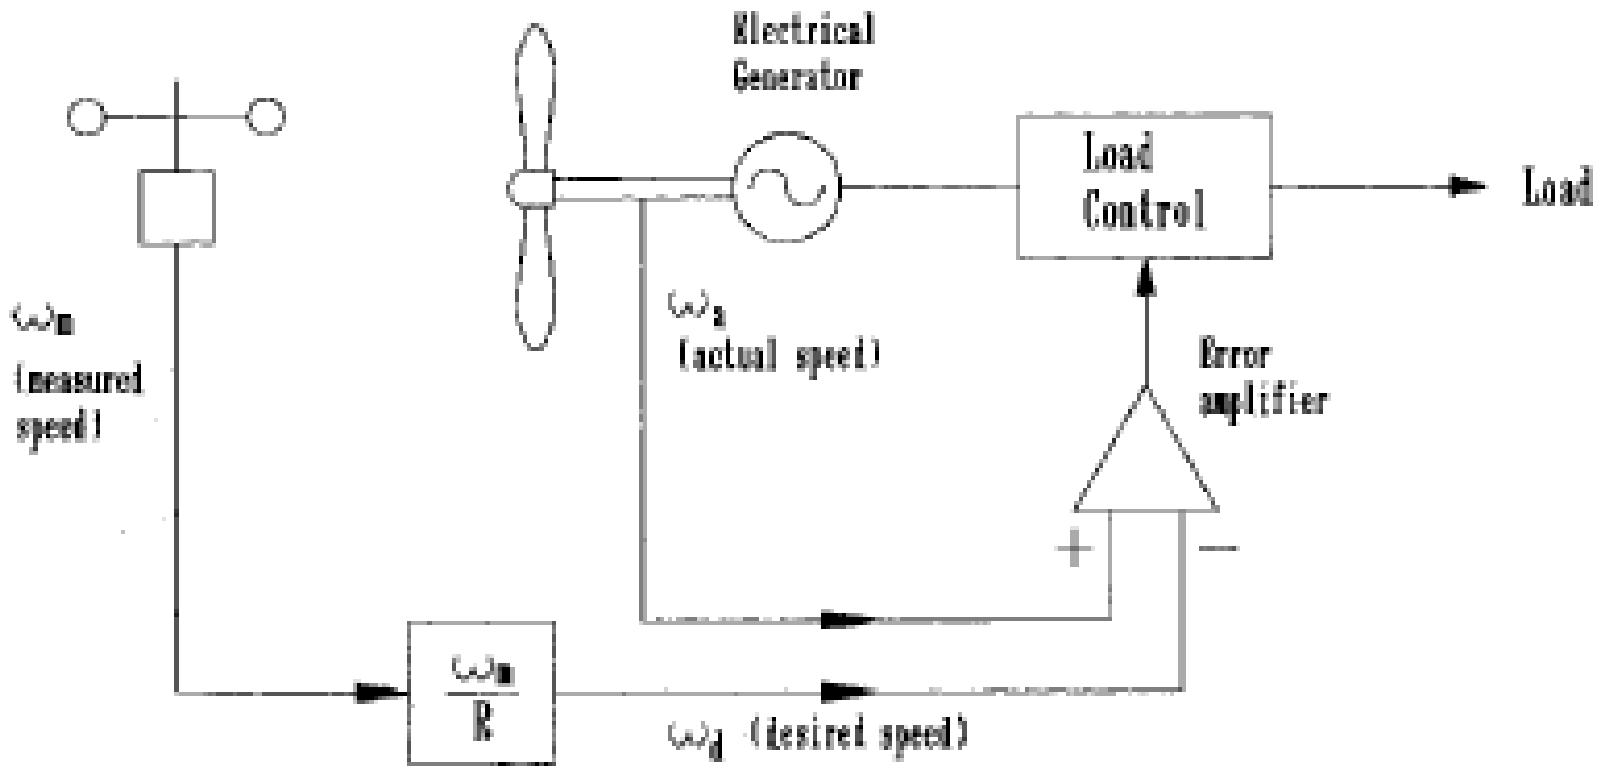 Electrical
Generator
Load
Control
Load
ωm
(measured
speed)
ωa
(actual speed)
Error
amplifier
+
−
ωm
R
ωd (desired speed)